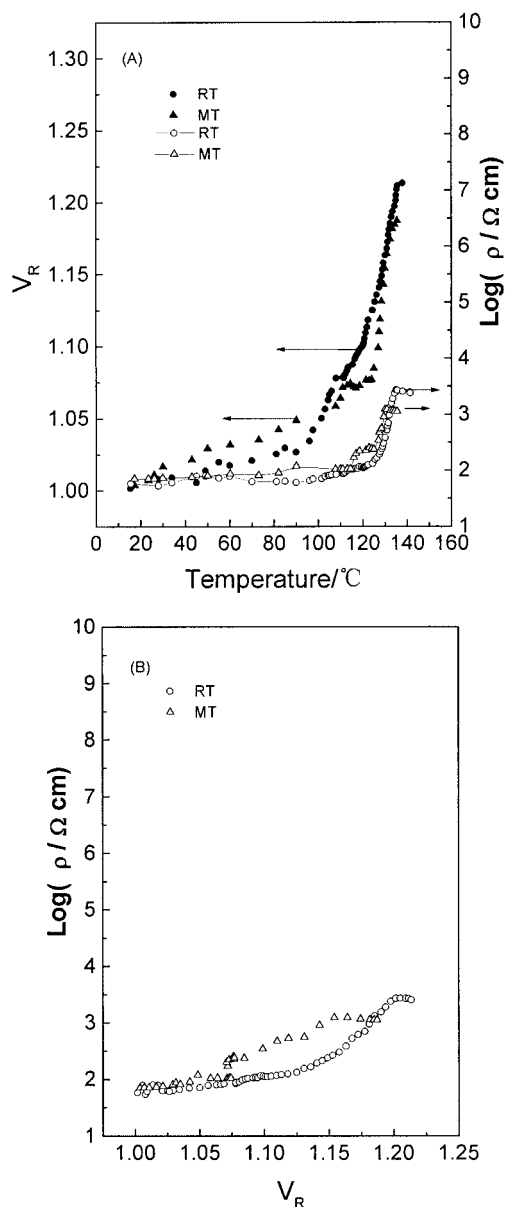 (A)
RT
MT
RT
MT
1.30
1.25
1.20
1.15
1.10
1.05
1.00
V_R
10
9
8
7
6
5
4
3
2
1
Log( ρ / Ω cm)
0 20 40 60 80 100 120 140 160
Temperature/℃
(B)
RT
MT
10
9
8
7
6
5
4
3
2
1
Log( ρ / Ω cm)
1.00 1.05 1.10 1.15 1.20 1.25
V_R